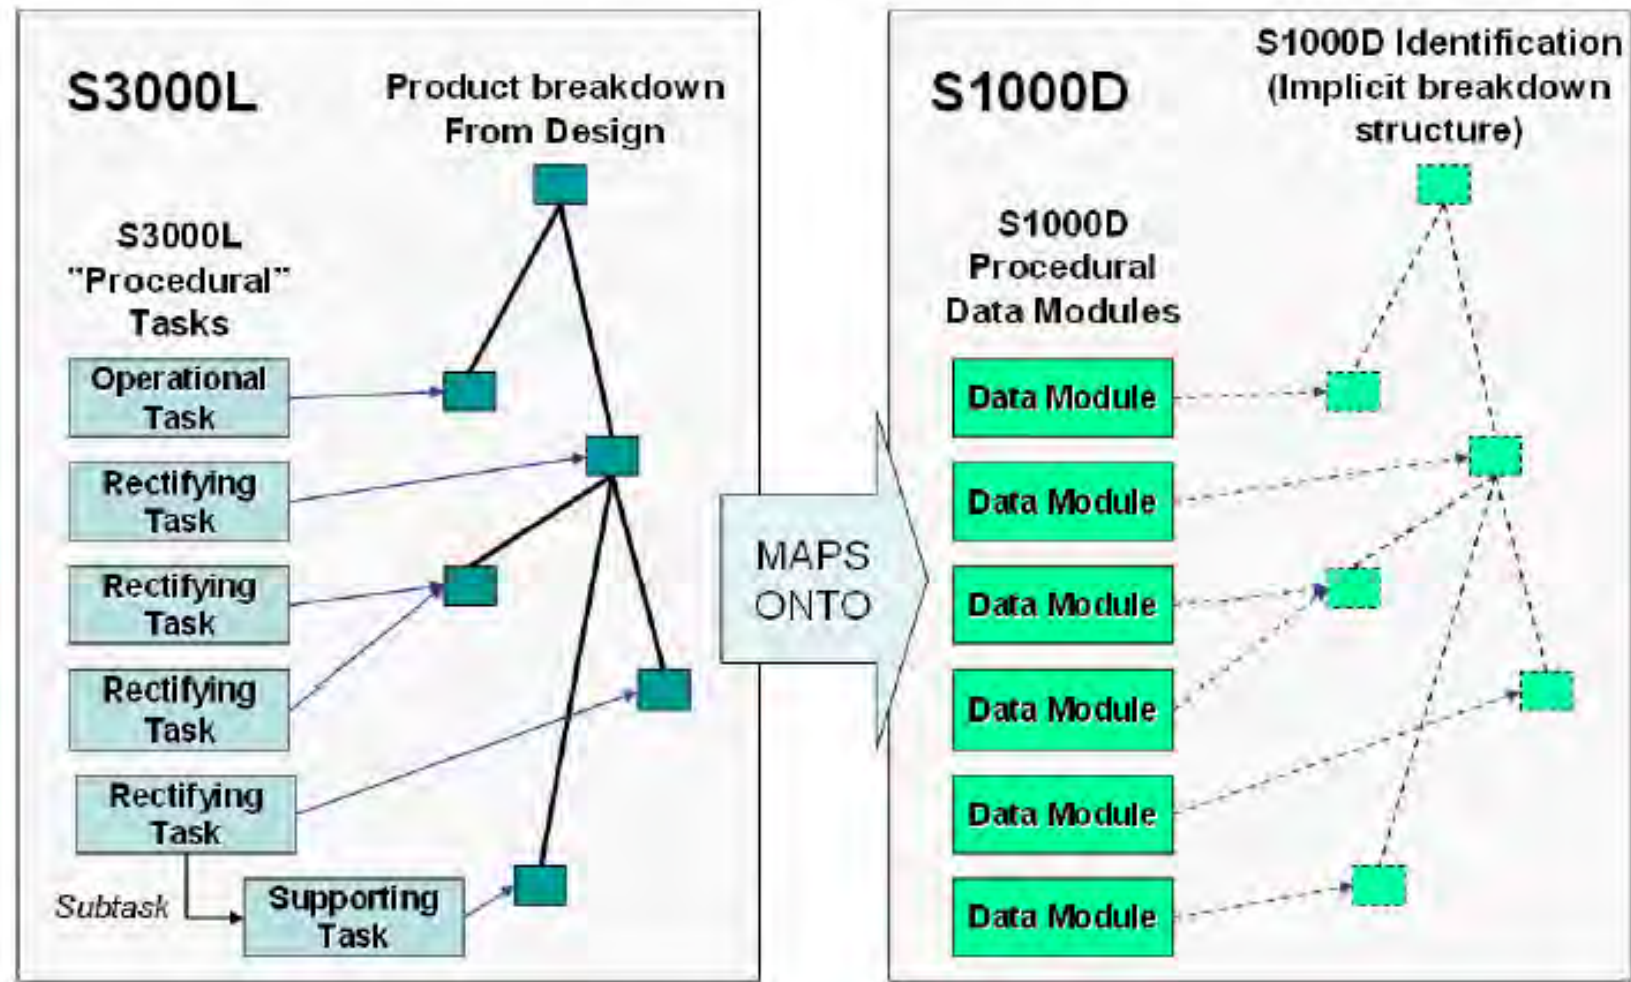 S3000L
Product breakdown
From Design
S3000L
"Procedural"
Tasks
Operational
Task
Rectifying
Task
Rectifying
Task
Rectifying
Task
Rectifying
Task
Subtask
Supporting
Task
MAPS
ONTO
S1000D
S1000D Identification
(Implicit breakdown
structure)
S1000D
Procedural
Data Modules
Data Module
Data Module
Data Module
Data Module
Data Module
Data Module